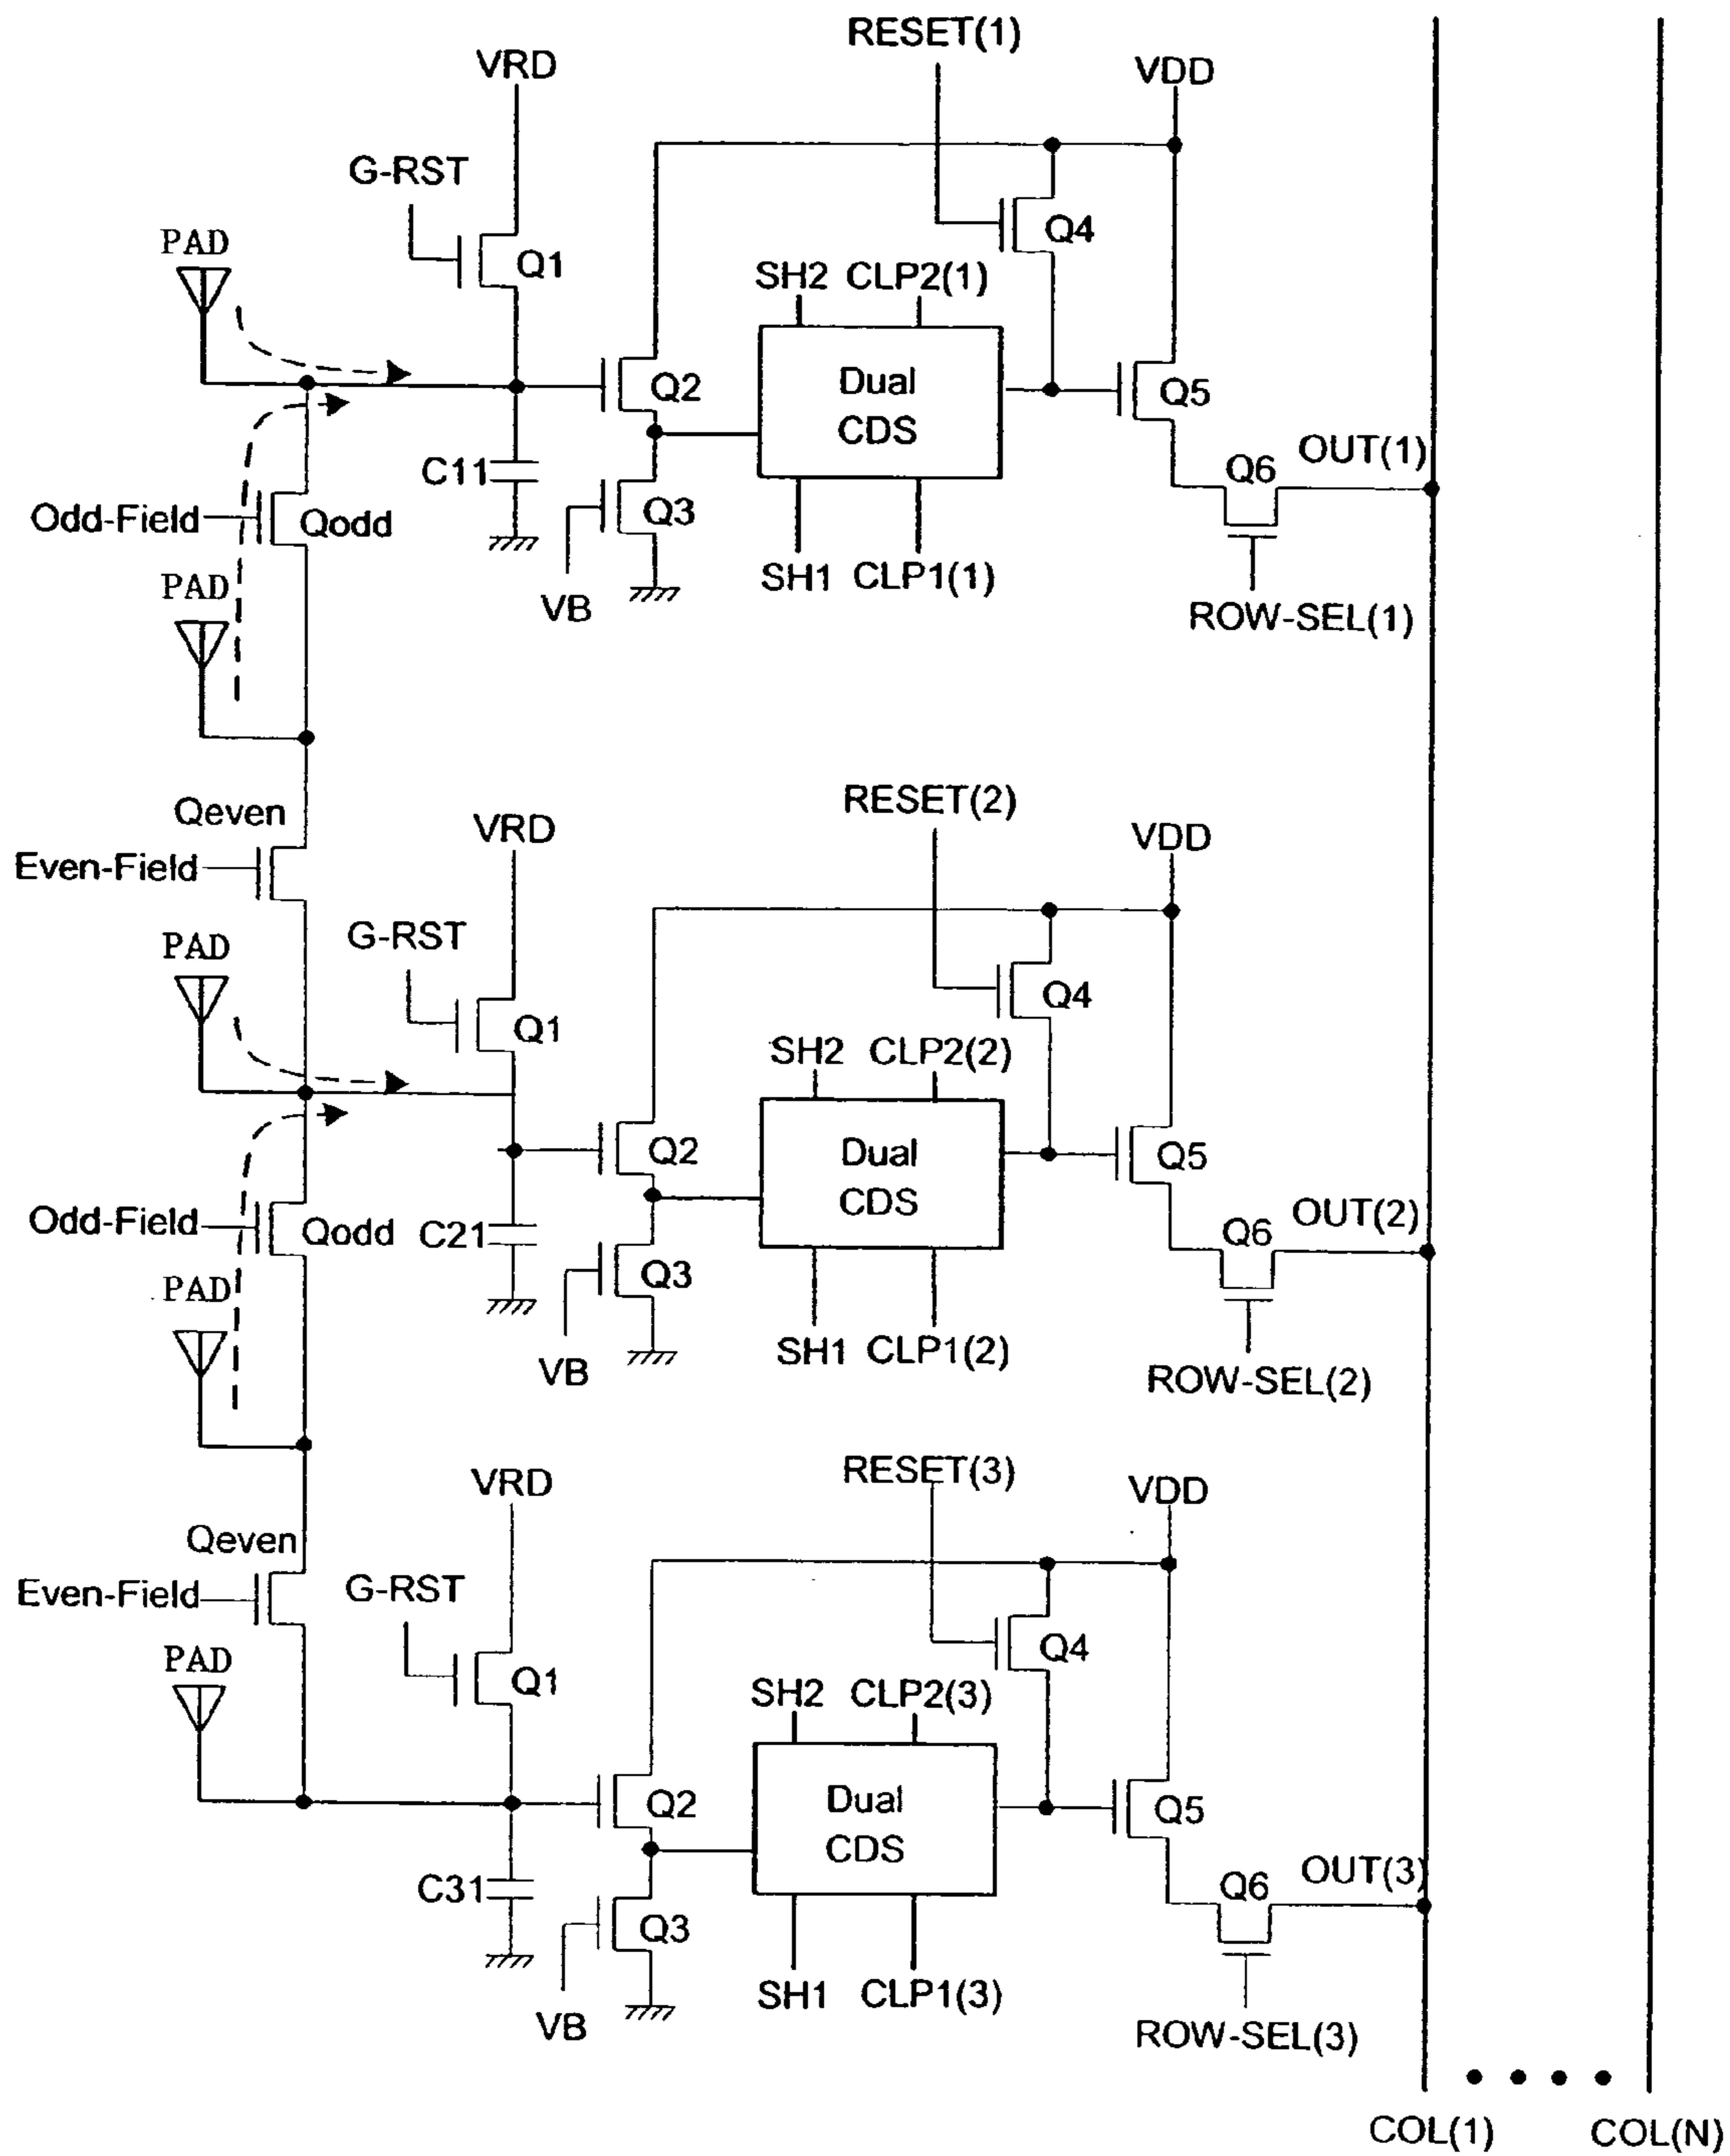 RESET(1)
VRD
VDD
G-RST
PAD
Q1
Q4
SH2 CLP2(1)
Dual
CDS
Q2
Q5
C11
OUT(1)
Q6
Odd-Field
Qodd
Q3
PAD
SH1 CLP1(1)
VB
ROW-SEL(1)
Qeven
RESET(2)
VRD
VDD
Even-Field
G-RST
PAD
Q1
Q4
SH2 CLP2(2)
Dual
CDS
Q2
Q5
OUT(2)
Odd-Field
Qodd
C21
Q6
Q3
PAD
SH1 CLP1(2)
VB
ROW-SEL(2)
RESET(3)
VRD
VDD
Qeven
Even-Field
G-RST
PAD
Q1
Q4
SH2 CLP2(3)
Dual
CDS
Q2
Q5
C31
OUT(3)
Q6
Q3
SH1 CLP1(3)
VB
ROW-SEL(3)
COL(1) COL(N)